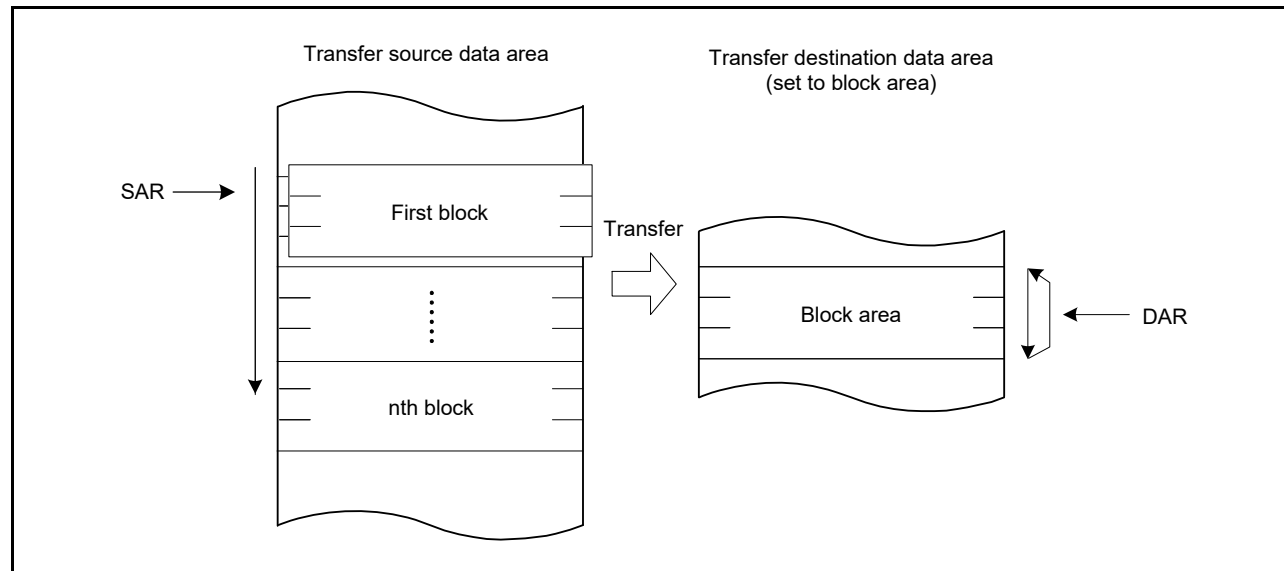 Transfer source data area
Transfer destination data area
(set to block area)
SAR
First block
Transfer
Block area
DAR
nth block